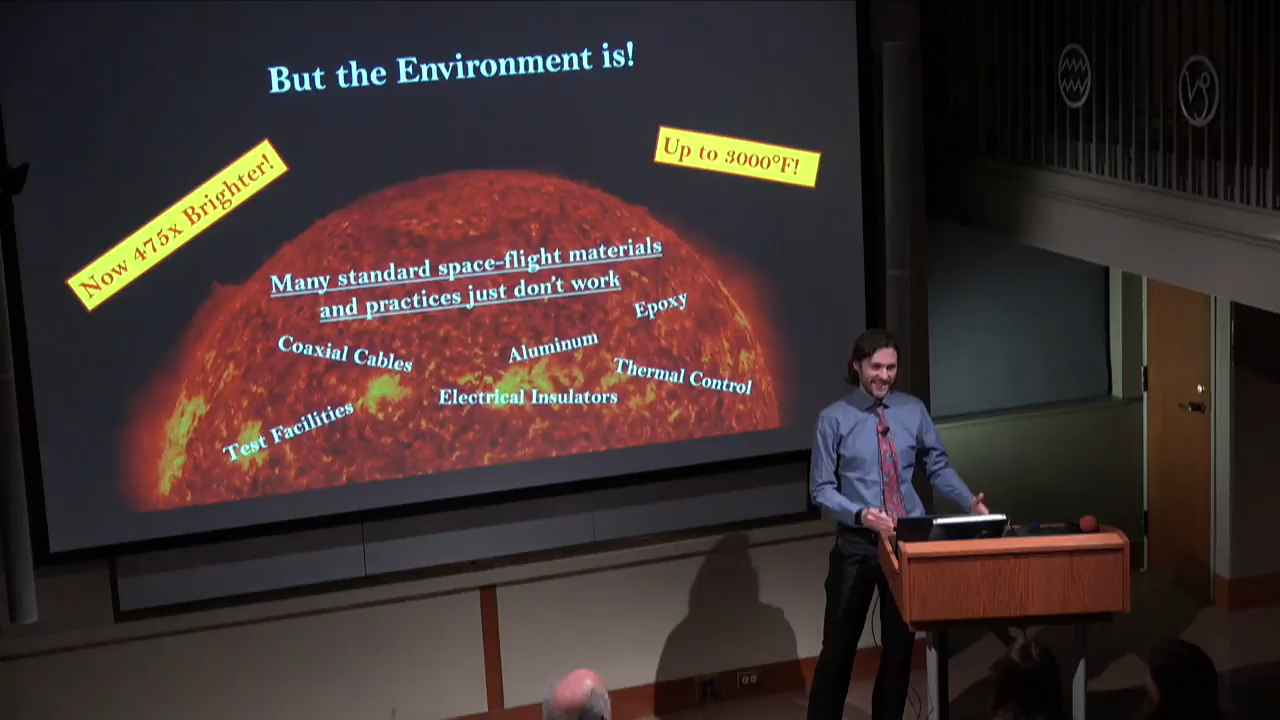 But the Environment is!
Now 475x Brighter!
Up to 3000°F!
Many standard space-flight materials
and practices just don't work
Epoxy
Coaxial Cables
Aluminum
Thermal Control
Electrical Insulators
Test Facilities